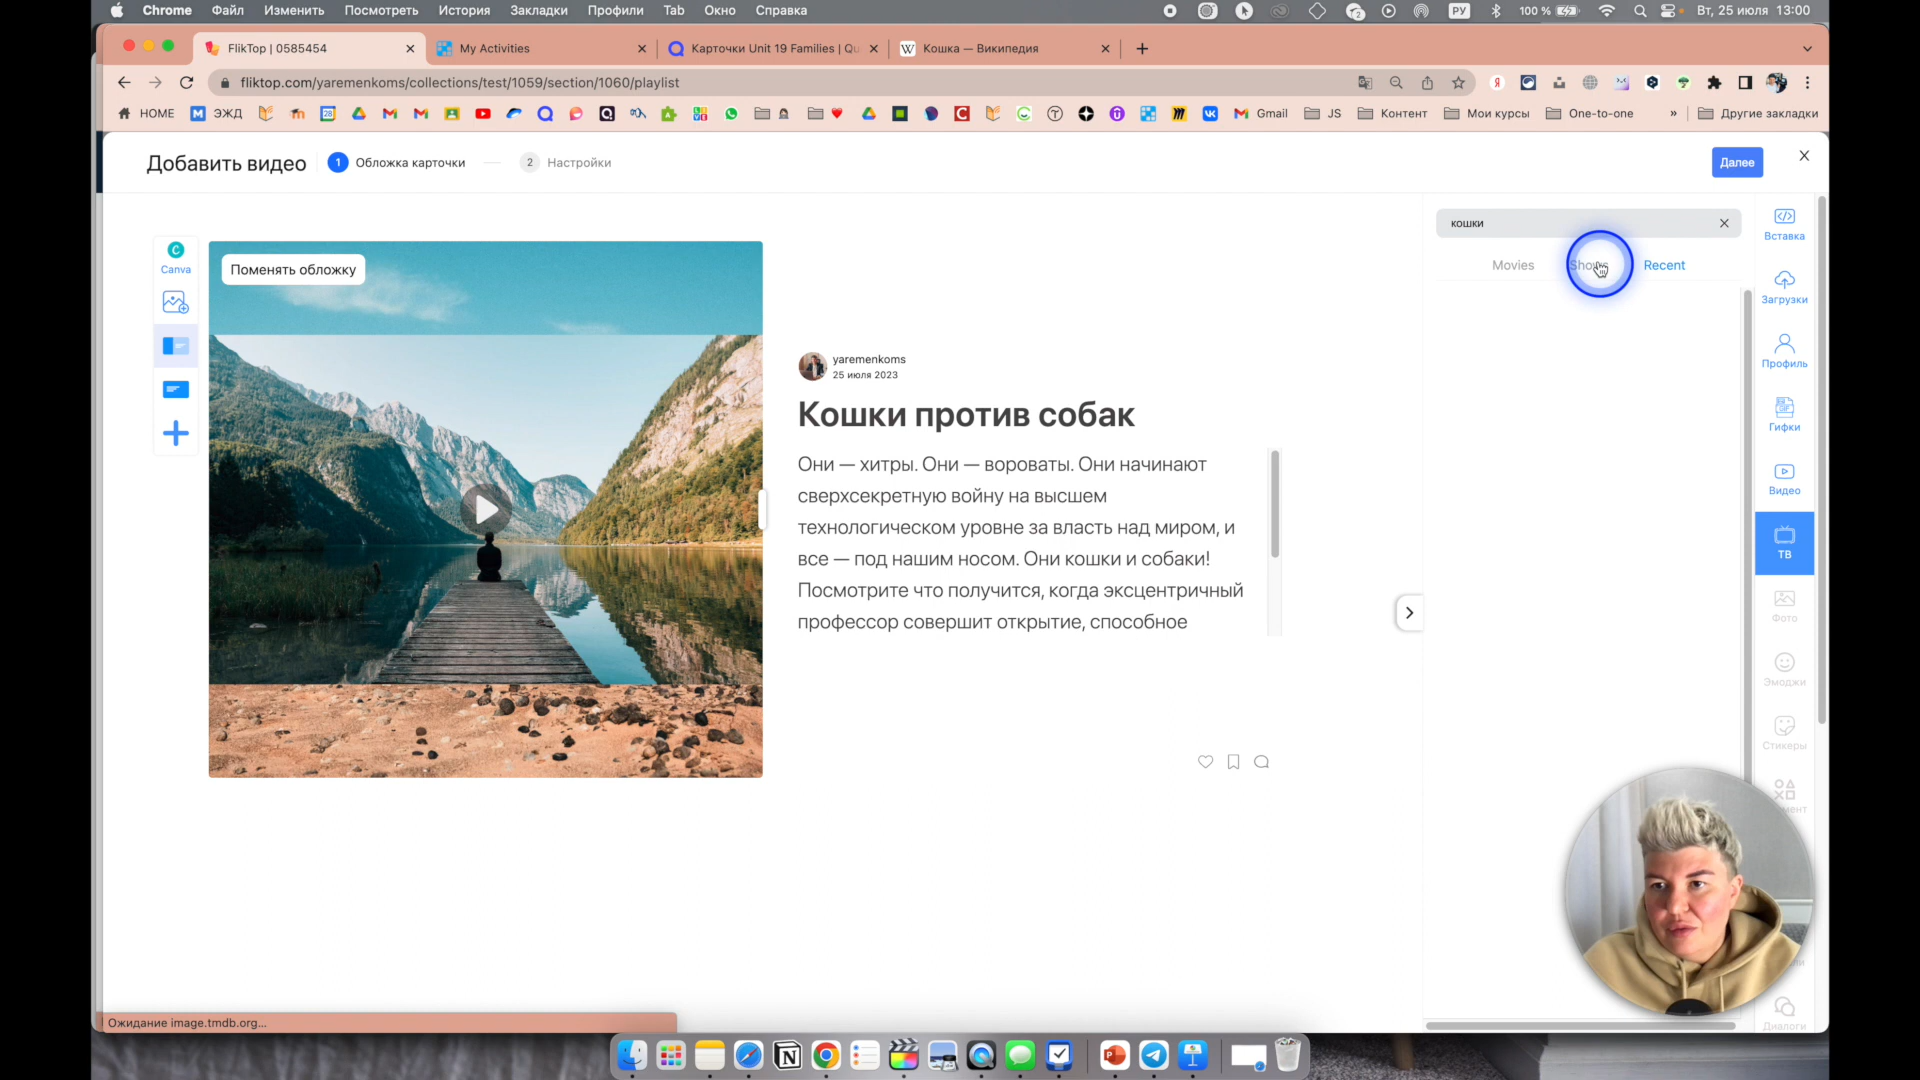 Chrome Файл Изменить Посмотреть История Закладки Профили Tab Окно Справка 2 РУ 100 % Вт, 25 июля 13:00
FlikTop | 0585454 My Activities Карточки Unit 19 Families | Qu W Кошка — Википедия
fliktop.com/yaremenkoms/collections/test/1059/section/1060/playlist
HOME ЭЖД Gmail JS Контент Мои курсы One-to-one » Другие закладки
Добавить видео 1 Обложка карточки 2 Настройки Далее
кошки
Movies Recent
Вставка
Загрузки
Профиль
GIF
Гифки
Видео
ТВ
Фото
Эмоджи
Стикеры
Диалоги
Canva
Поменять обложку
yaremenkoms
25 июля 2023
Кошки против собак
Они — хитры. Они — вороваты. Они начинают
сверхсекретную войну на высшем
технологическом уровне за власть над миром, и
все — под нашим носом. Они кошки и собаки!
Посмотрите что получится, когда эксцентричный
профессор совершит открытие, способное
Ожидание image.tmdb.org...